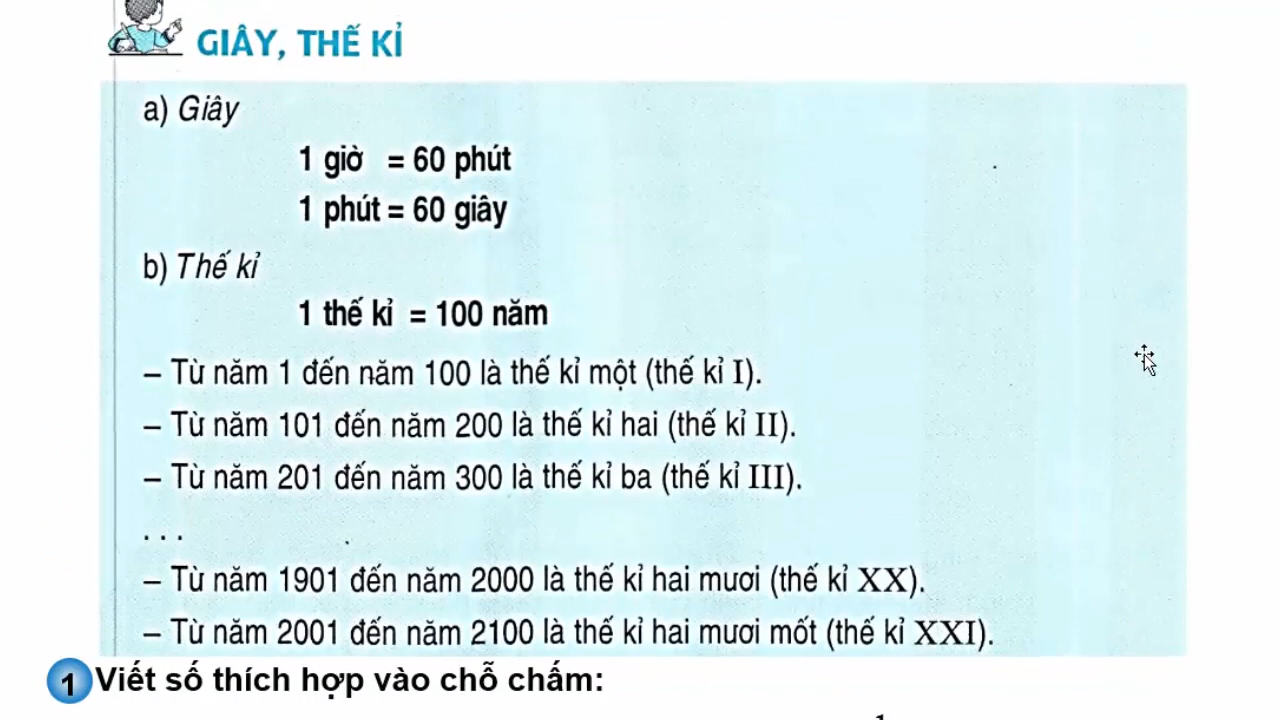 GIÂY, THẾ KỈ
a) Giây
1 giờ = 60 phút
1 phút = 60 giây
b) Thế kỉ
1 thế kỉ = 100 năm
– Từ năm 1 đến năm 100 là thế kỉ một (thế kỉ I).
– Từ năm 101 đến năm 200 là thế kỉ hai (thế kỉ II).
– Từ năm 201 đến năm 300 là thế kỉ ba (thế kỉ III).
. . .
– Từ năm 1901 đến năm 2000 là thế kỉ hai mươi (thế kỉ XX).
– Từ năm 2001 đến năm 2100 là thế kỉ hai mươi mốt (thế kỉ XXI).
1 Viết số thích hợp vào chỗ chấm: